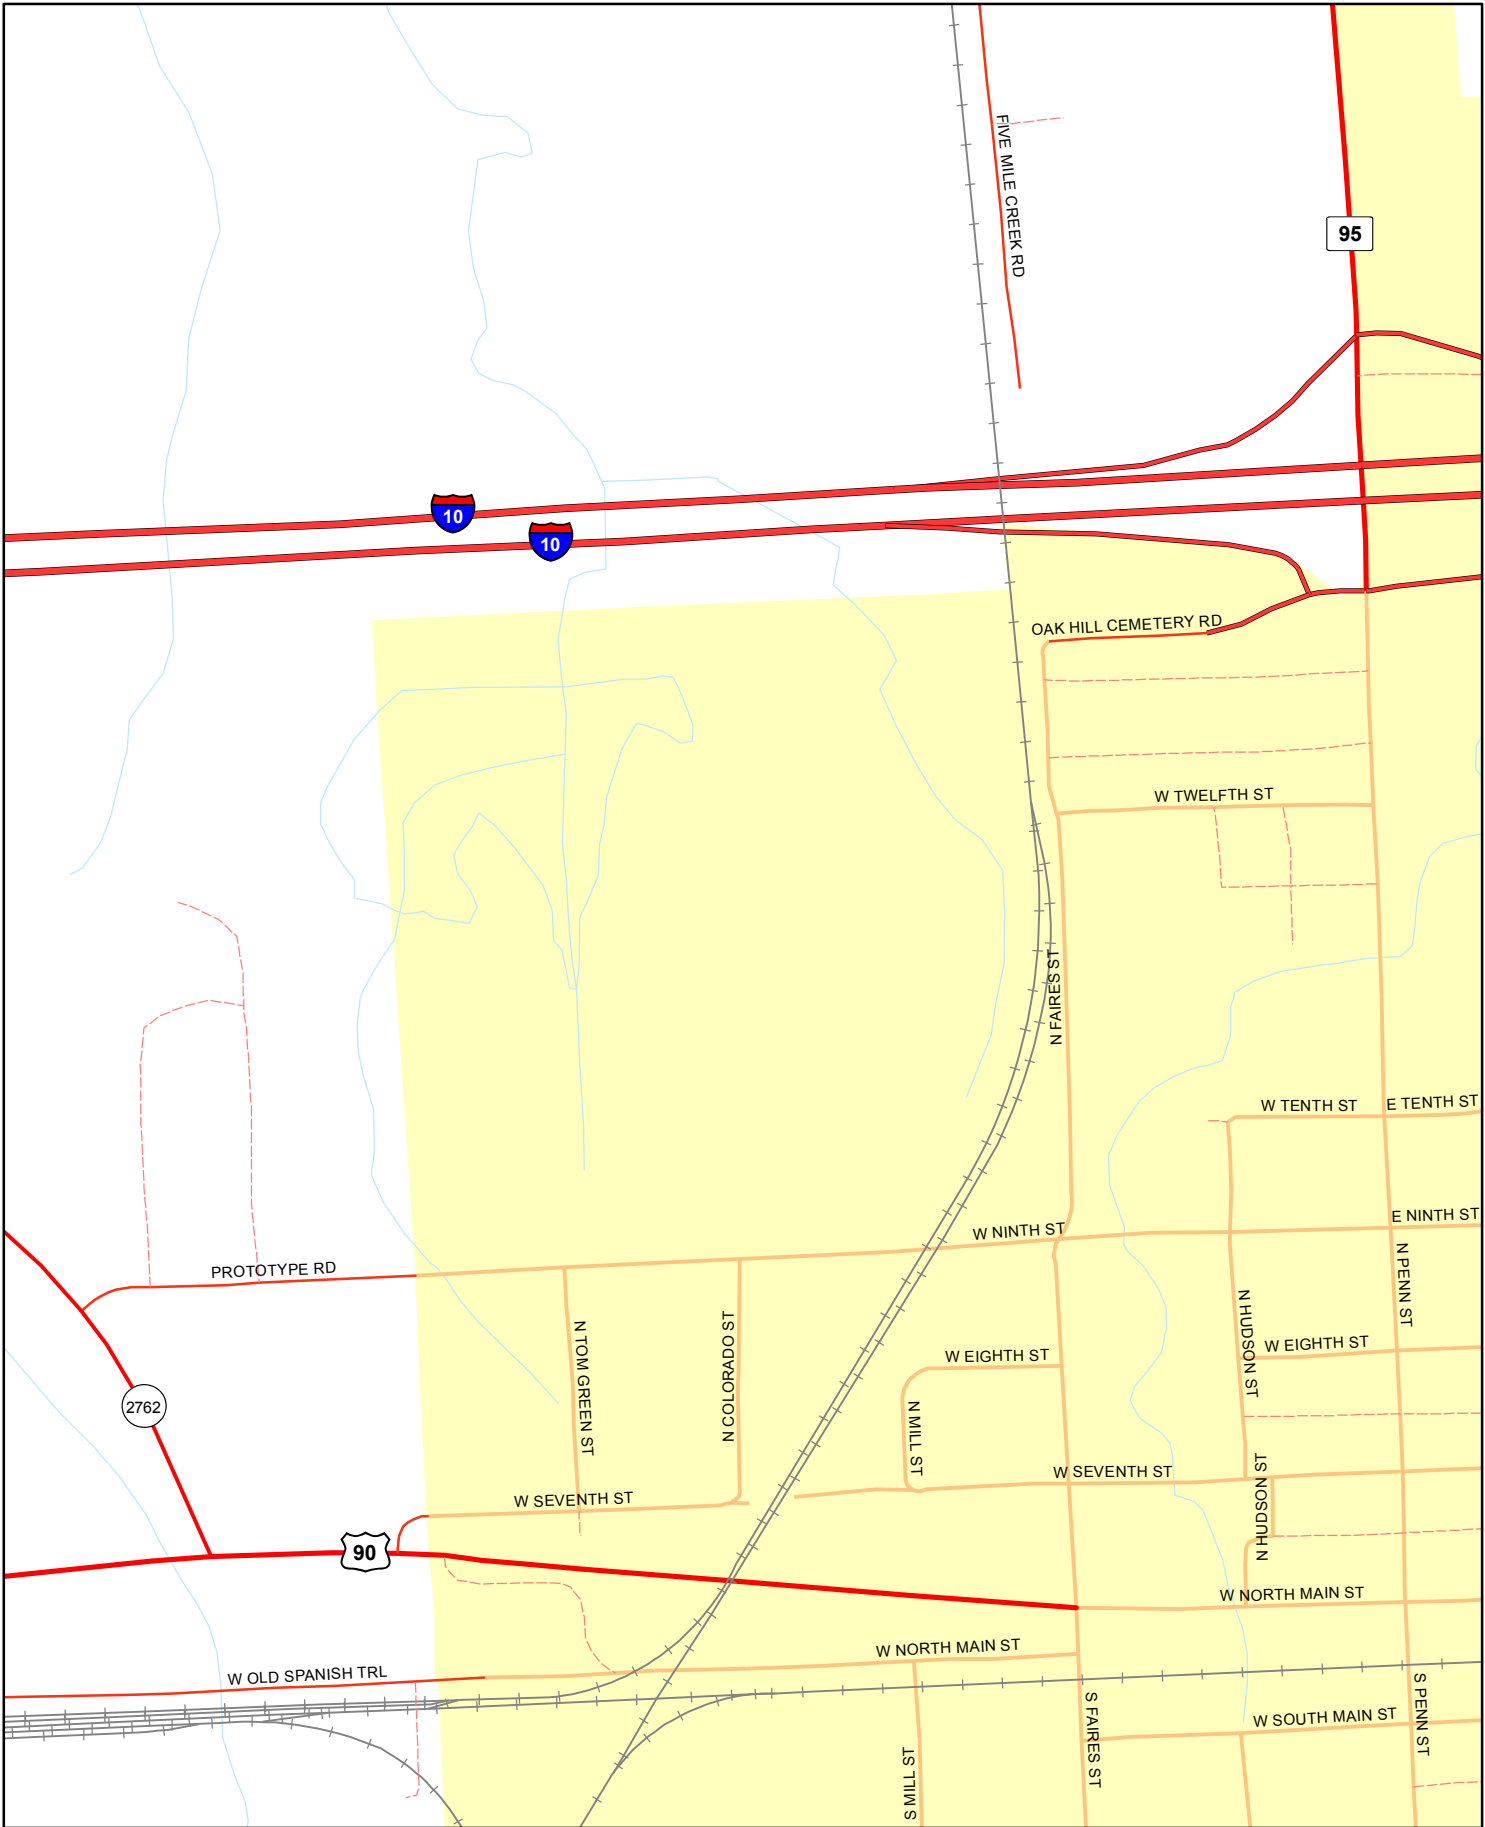 FIVE MILE CREEK RD
95
10
10
OAK HILL CEMETERY RD
W TWELFTH ST
N FAIRES ST
W TENTH ST
E TENTH ST
E NINTH ST
W NINTH ST
PROTOTYPE RD
N PENN ST
N HUDSON ST
N TOM GREEN ST
N COLORADO ST
W EIGHTH ST
W EIGHTH ST
N MILL ST
2762
W SEVENTH ST
W SEVENTH ST
N HUDSON ST
90
W NORTH MAIN ST
W NORTH MAIN ST
W OLD SPANISH TRL
S PENN ST
S FAIRES ST
W SOUTH MAIN ST
S MILL ST